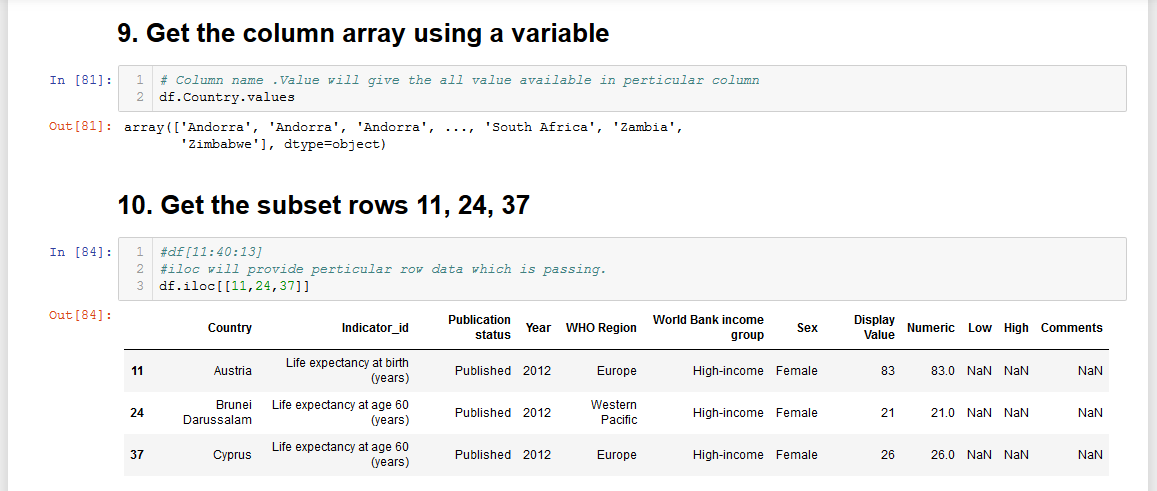 9. Get the column array using a variable
In [81]:
1 # Column name .Value will give the all value available in perticular column
2 df.Country.values
Out[81]: array(['Andorra', 'Andorra', 'Andorra', ..., 'South Africa', 'Zambia',
'Zimbabwe'], dtype=object)
10. Get the subset rows 11, 24, 37
In [84]:
1 #df[11:40:13]
2 #iloc will provide perticular row data which is passing.
3 df.iloc[[11,24,37]]
Out[84]:
Country Indicator_id Publication status Year WHO Region World Bank income group Sex Display Value Numeric Low High Comments
11 Austria Life expectancy at birth (years) Published 2012 Europe High-income Female 83 83.0 NaN NaN NaN
24 Brunei Darussalam Life expectancy at age 60 (years) Published 2012 Western Pacific High-income Female 21 21.0 NaN NaN NaN
37 Cyprus Life expectancy at age 60 (years) Published 2012 Europe High-income Female 26 26.0 NaN NaN NaN